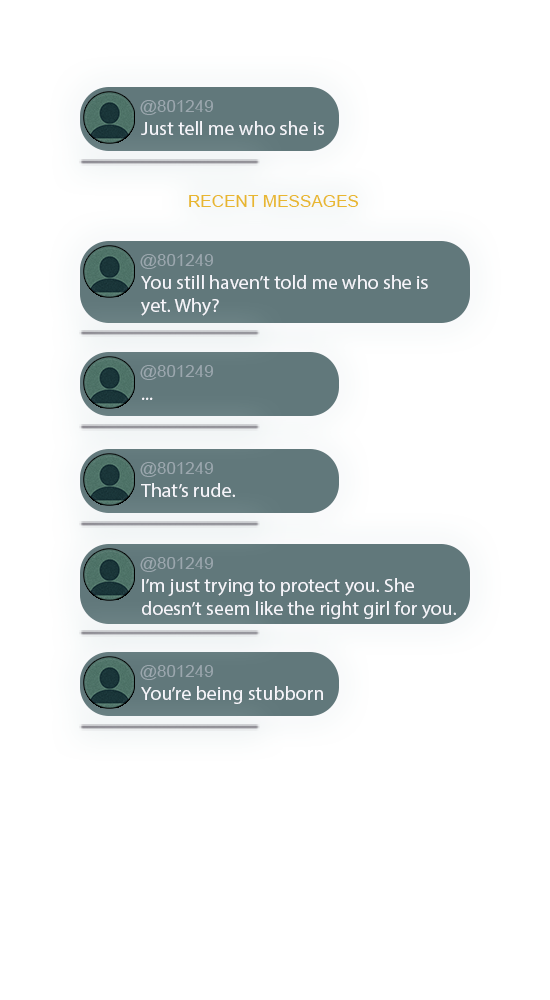 @801249
Just tell me who she is
RECENT MESSAGES
@801249
You still haven’t told me who she is
yet. Why?
@801249
...
@801249
That’s rude.
@801249
I’m just trying to protect you. She
doesn’t seem like the right girl for you.
@801249
You’re being stubborn